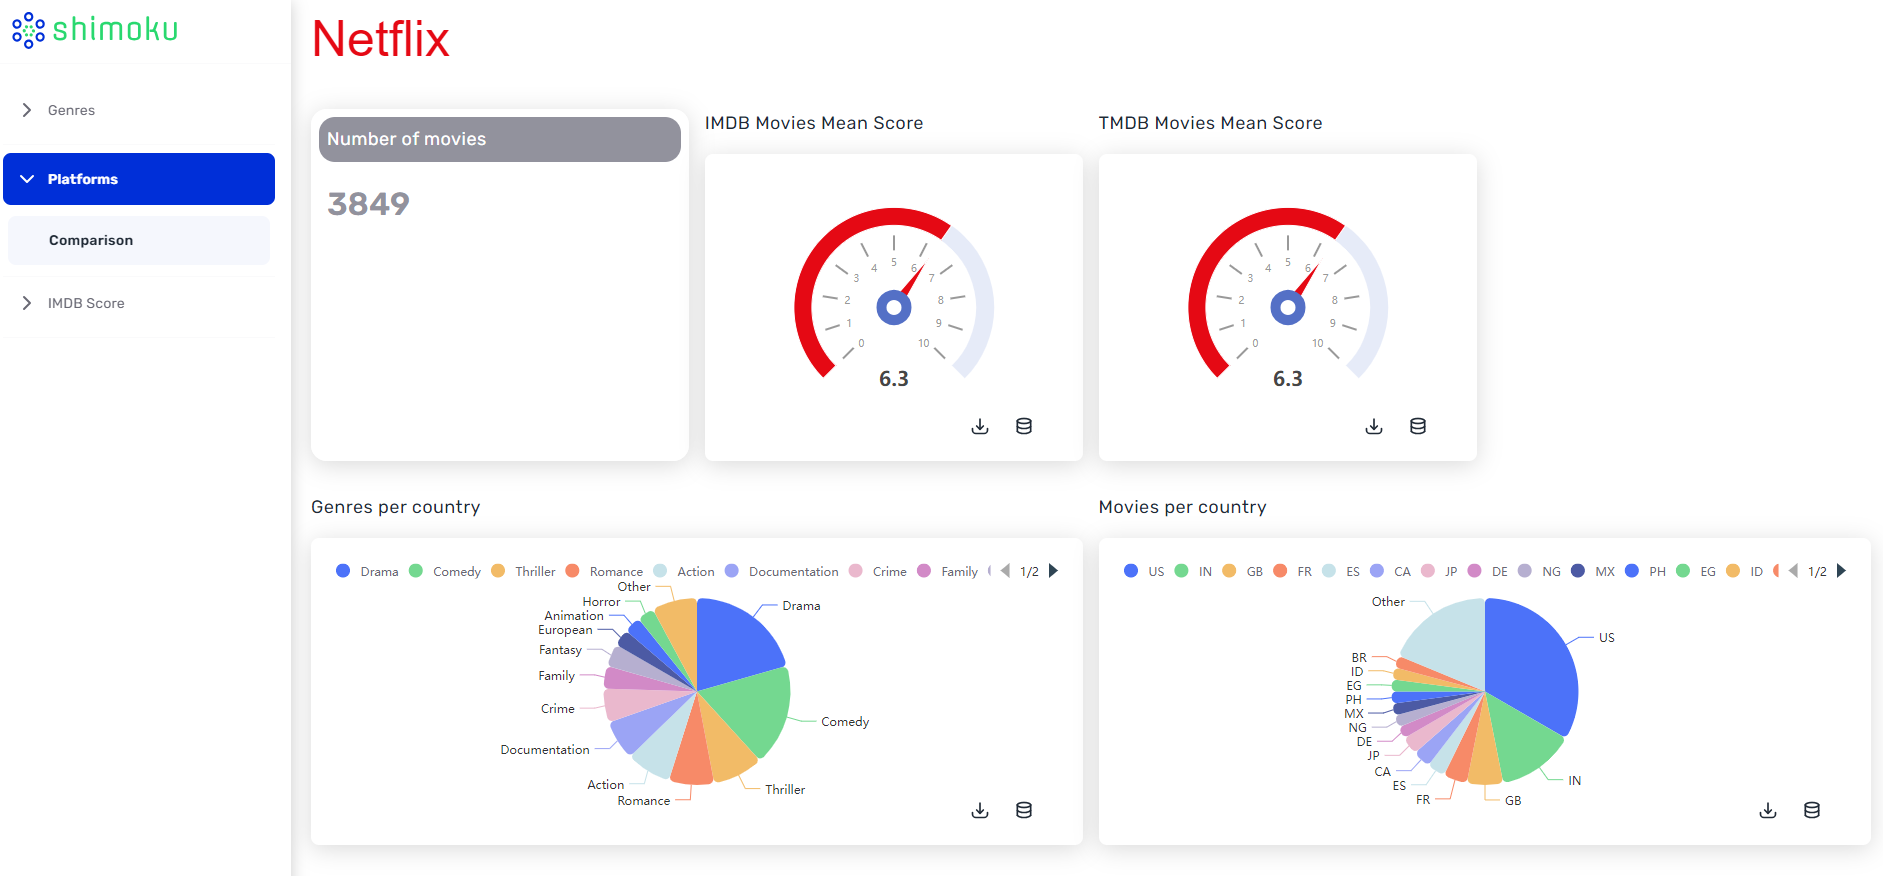 shimoku
Genres
Platforms
Comparison
IMDB Score
Netflix
Number of movies
3849
IMDB Movies Mean Score
0
1
2
3
4
5
6
7
8
9
10
6.3
TMDB Movies Mean Score
0
1
2
3
4
5
6
7
8
9
10
6.3
Genres per country
Drama Comedy Thriller Romance Action Documentation Crime Family 1/2
Other
Horror
Animation
European
Fantasy
Family
Crime
Documentation
Action
Romance
Drama
Comedy
Thriller
Movies per country
US IN GB FR ES CA JP DE NG MX PH EG ID 1/2
Other
BR
ID
EG
PH
MX
NG
DE
JP
CA
ES
FR
US
IN
GB